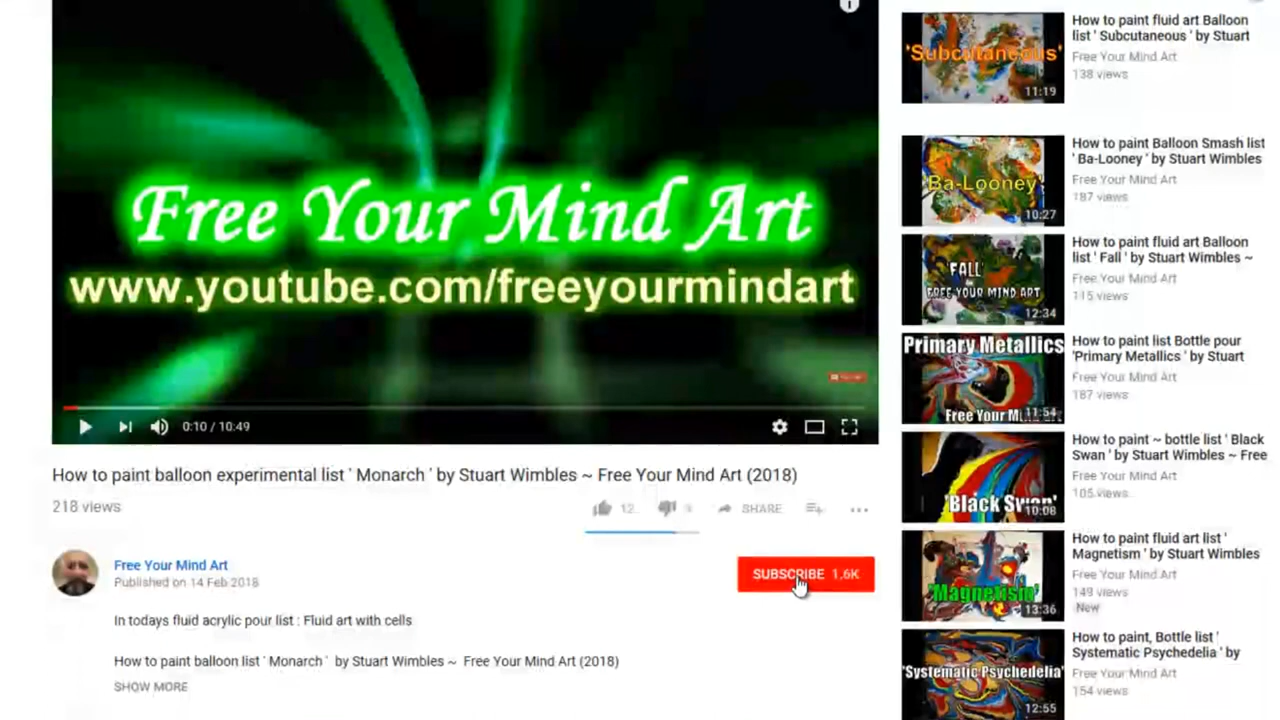 Free Your Mind Art
www.youtube.com/freeyourmindart
0:10 / 10:49
How to paint balloon experimental list ' Monarch ' by Stuart Wimbles ~ Free Your Mind Art (2018)
218 views
12
SHARE
Free Your Mind Art
Published on 14 Feb 2018
SUBSCRIBE 1.6K
In todays fluid acrylic pour list : Fluid art with cells
How to paint balloon list ' Monarch ' by Stuart Wimbles ~ Free Your Mind Art (2018)
SHOW MORE
'Subcutaneous'
11:19
How to paint fluid art Balloon
list ' Subcutaneous ' by Stuart
Free Your Mind Art
138 views
'Ba-Looney'
10:27
How to paint Balloon Smash list
' Ba-Looney ' by Stuart Wimbles
Free Your Mind Art
187 views
'FALL'
FREE YOUR MIND ART
12:34
How to paint fluid art Balloon
list ' Fall ' by Stuart Wimbles ~
Free Your Mind Art
115 views
Primary Metallics
Free Your
11:54
How to paint list Bottle pour
'Primary Metallics ' by Stuart
Free Your Mind Art
187 views
'Black Swan'
10:08
How to paint ~ bottle list ' Black
Swan ' by Stuart Wimbles ~ Free
Free Your Mind Art
105 views
'Magnetism'
13:36
How to paint fluid art list '
Magnetism ' by Stuart Wimbles
Free Your Mind Art
149 views
New
'Systematic Psychedelia'
12:55
How to paint, Bottle list '
Systematic Psychedelia ' by
Free Your Mind Art
154 views